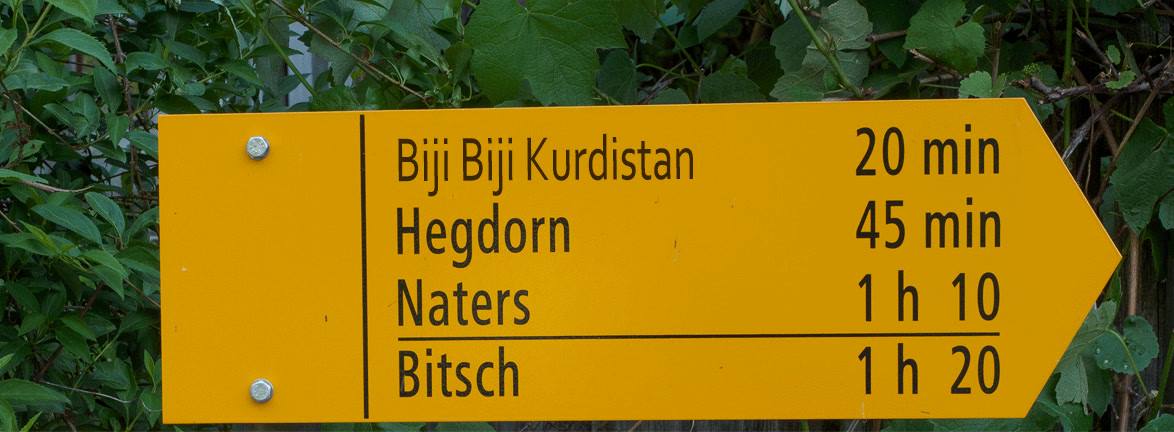 Biji Biji Kurdistan 20 min
Hegdorn 45 min
Naters 1 h 10
Bitsch 1 h 20